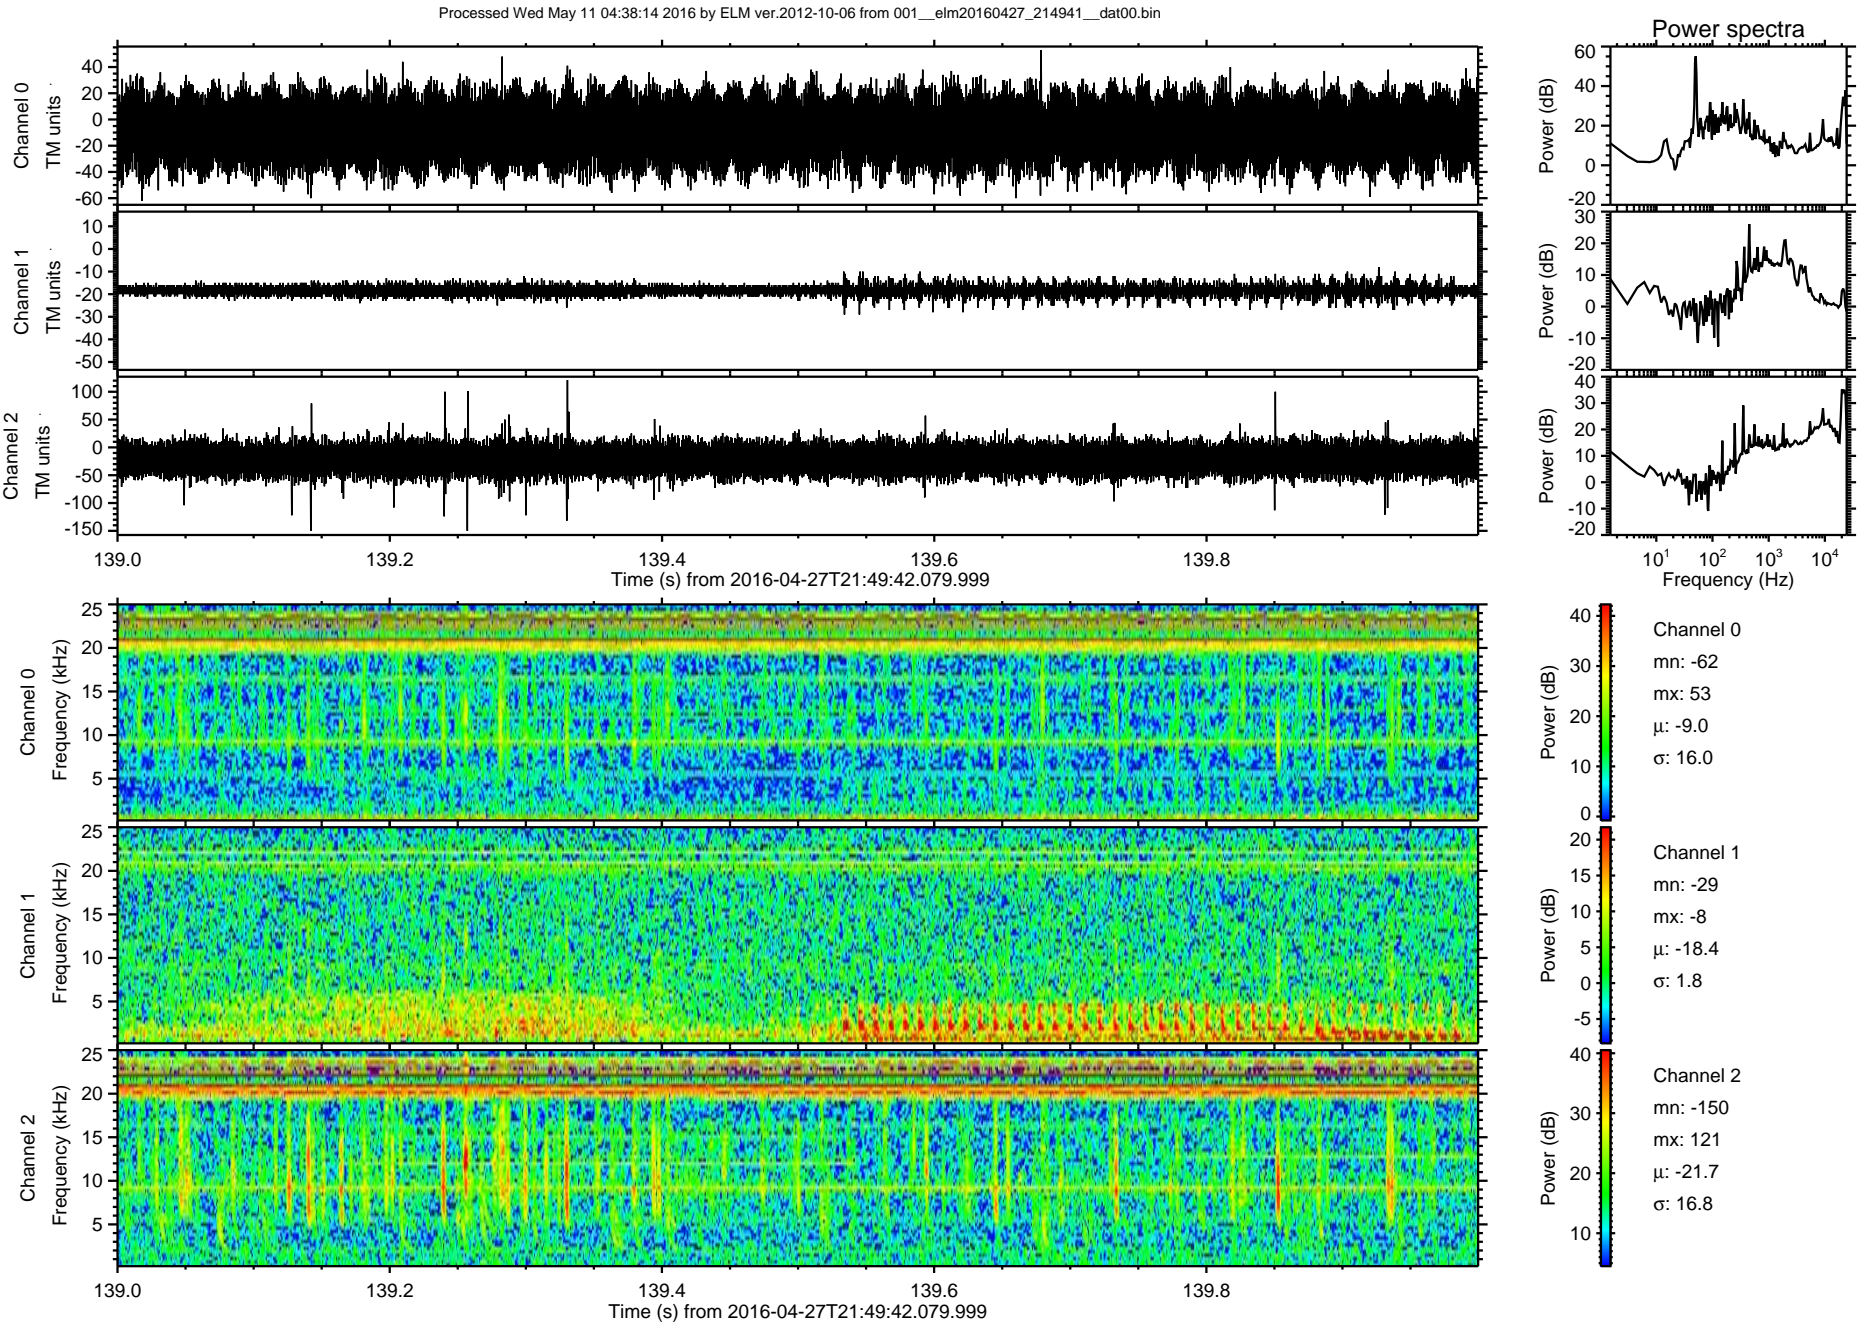 Processed Wed May 11 04:38:14 2016 by ELM ver.2012-10-06 from 001__elm20160427_214941__dat00.bin
Power spectra
Channel 0
TM units
40
20
0
-20
-40
-60
Power (dB)
60
40
20
0
-20
Channel 1
TM units
10
0
-10
-20
-30
-40
-50
Power (dB)
30
20
10
0
-10
-20
Channel 2
TM units
100
50
0
-50
-100
-150
Power (dB)
40
30
20
10
0
-10
-20
139.0 139.2 139.4 139.6 139.8
Time (s) from 2016-04-27T21:49:42.079.999
10^1 10^2 10^3 10^4
Frequency (Hz)
Channel 0
Frequency (kHz)
25
20
15
10
5
Power (dB)
40
30
20
10
0
Channel 0
mn: -62
mx: 53
μ: -9.0
σ: 16.0
Channel 1
Frequency (kHz)
25
20
15
10
5
Power (dB)
20
15
10
5
0
-5
Channel 1
mn: -29
mx: -8
μ: -18.4
σ: 1.8
Channel 2
Frequency (kHz)
25
20
15
10
5
Power (dB)
40
30
20
10
Channel 2
mn: -150
mx: 121
μ: -21.7
σ: 16.8
139.0 139.2 139.4 139.6 139.8
Time (s) from 2016-04-27T21:49:42.079.999